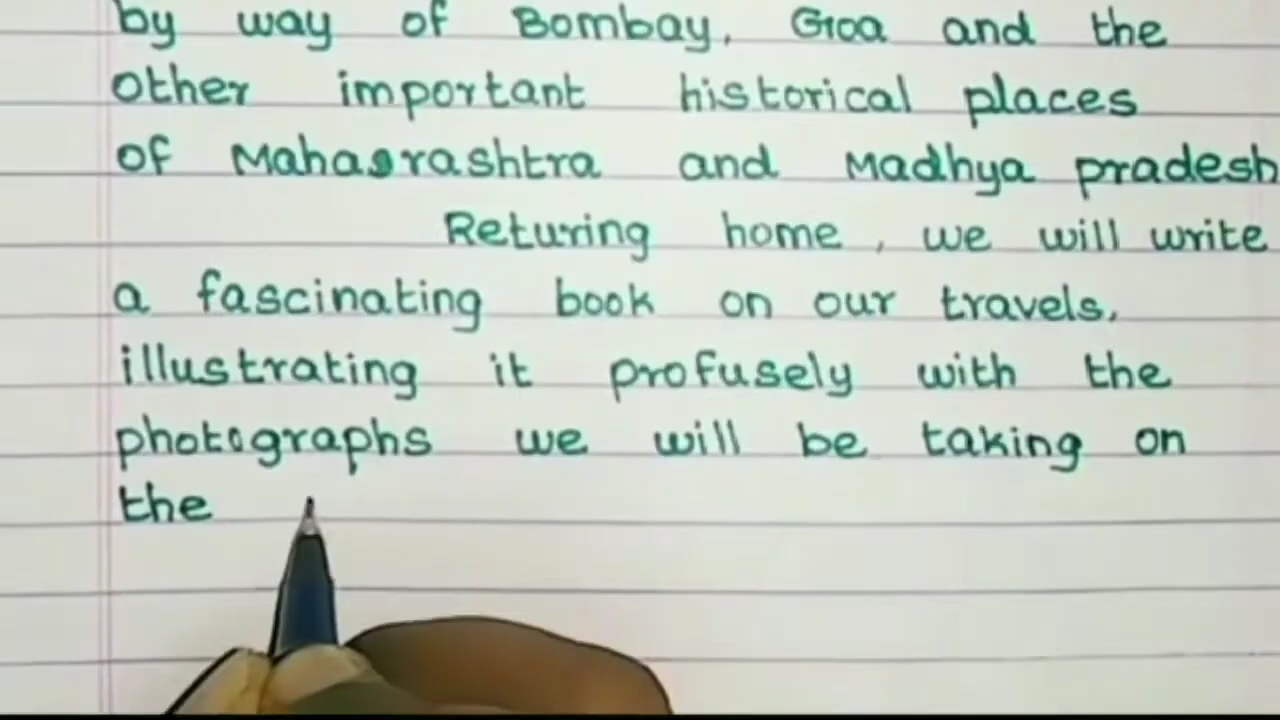 by way of Bombay, Groa and the
other important historical places
of Mahasrashtra and Madhya pradesh
Returing home, we will write
a fascinating book on our travels,
illustrating it profusely with the
photographs we will be taking on
the